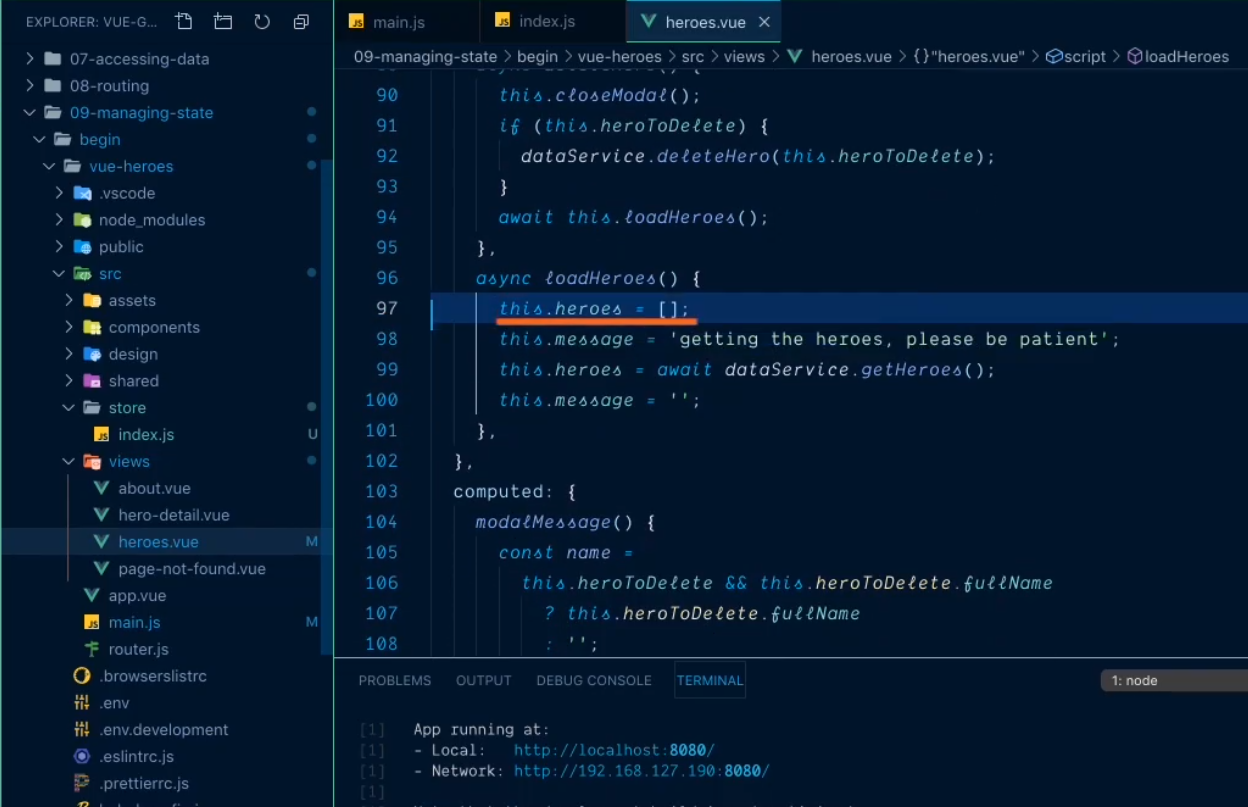 EXPLORER: VUE-G...
07-accessing-data
08-routing
09-managing-state
begin
vue-heroes
.vscode
node_modules
public
src
assets
components
design
shared
store
index.js U
views
about.vue
hero-detail.vue
heroes.vue M
page-not-found.vue
app.vue
main.js M
router.js
.browserslistrc
.env
.env.development
.eslintrc.js
.prettierrc.js
JS main.js
JS index.js
heroes.vue ×
09-managing-state > begin > vue-heroes > src > views > heroes.vue > {}"heroes.vue" > script > loadHeroes
90 this.closeModal();
91 if (this.heroToDelete) {
92 dataService.deleteHero(this.heroToDelete);
93 }
94 await this.loadHeroes();
95 },
96 async loadHeroes() {
97 this.heroes = [];
98 this.message = 'getting the heroes, please be patient';
99 this.heroes = await dataService.getHeroes();
100 this.message = '';
101 },
102 },
103 computed: {
104 modalMessage() {
105 const name =
106 this.heroToDelete && this.heroToDelete.fullName
107 ? this.heroToDelete.fullName
108 : '';
PROBLEMS OUTPUT DEBUG CONSOLE TERMINAL 1: node
[1] App running at:
[1] - Local: http://localhost:8080/
[1] - Network: http://192.168.127.190:8080/
[1]